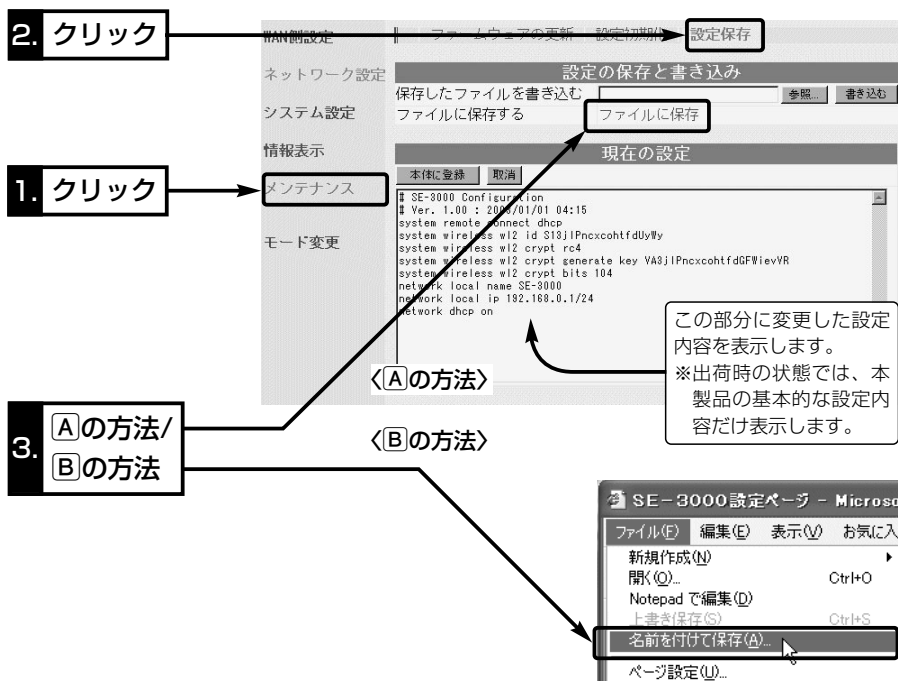 2. クリック
WAN側設定
ファームウェアの更新 設定初期化 設定保存
ネットワーク設定
設定の保存と書き込み
保存したファイルを書き込む 参照... 書き込む
システム設定
ファイルに保存する ファイルに保存
情報表示
現在の設定
1. クリック
メンテナンス
本体に登録 取消
# SE-3000 Configuration
# Ver. 1.00 : 2003/01/01 04:15
system remote connect dhcp
system wireless wl2 id S13jlPncxcohtfdUyWy
system wireless wl2 crypt rc4
system wireless wl2 crypt generate key VA3jlPncxcohtfdGFWievYR
system wireless wl2 crypt bits 104
network local name SE-3000
network local ip 192.168.0.1/24
network dhcp on
モード変更
この部分に変更した設定
内容を表示します。
※出荷時の状態では、本
製品の基本的な設定内
容だけ表示します。
〈Aの方法〉
3. Aの方法/
Bの方法
〈Bの方法〉
SE-3000設定ページ - Microso
ファイル(F) 編集(E) 表示(V) お気に入
新規作成(N)
開く(O)... Ctrl+O
Notepad で編集(D)
上書き保存(S) Ctrl+S
名前を付けて保存(A)...
ページ設定(U)...